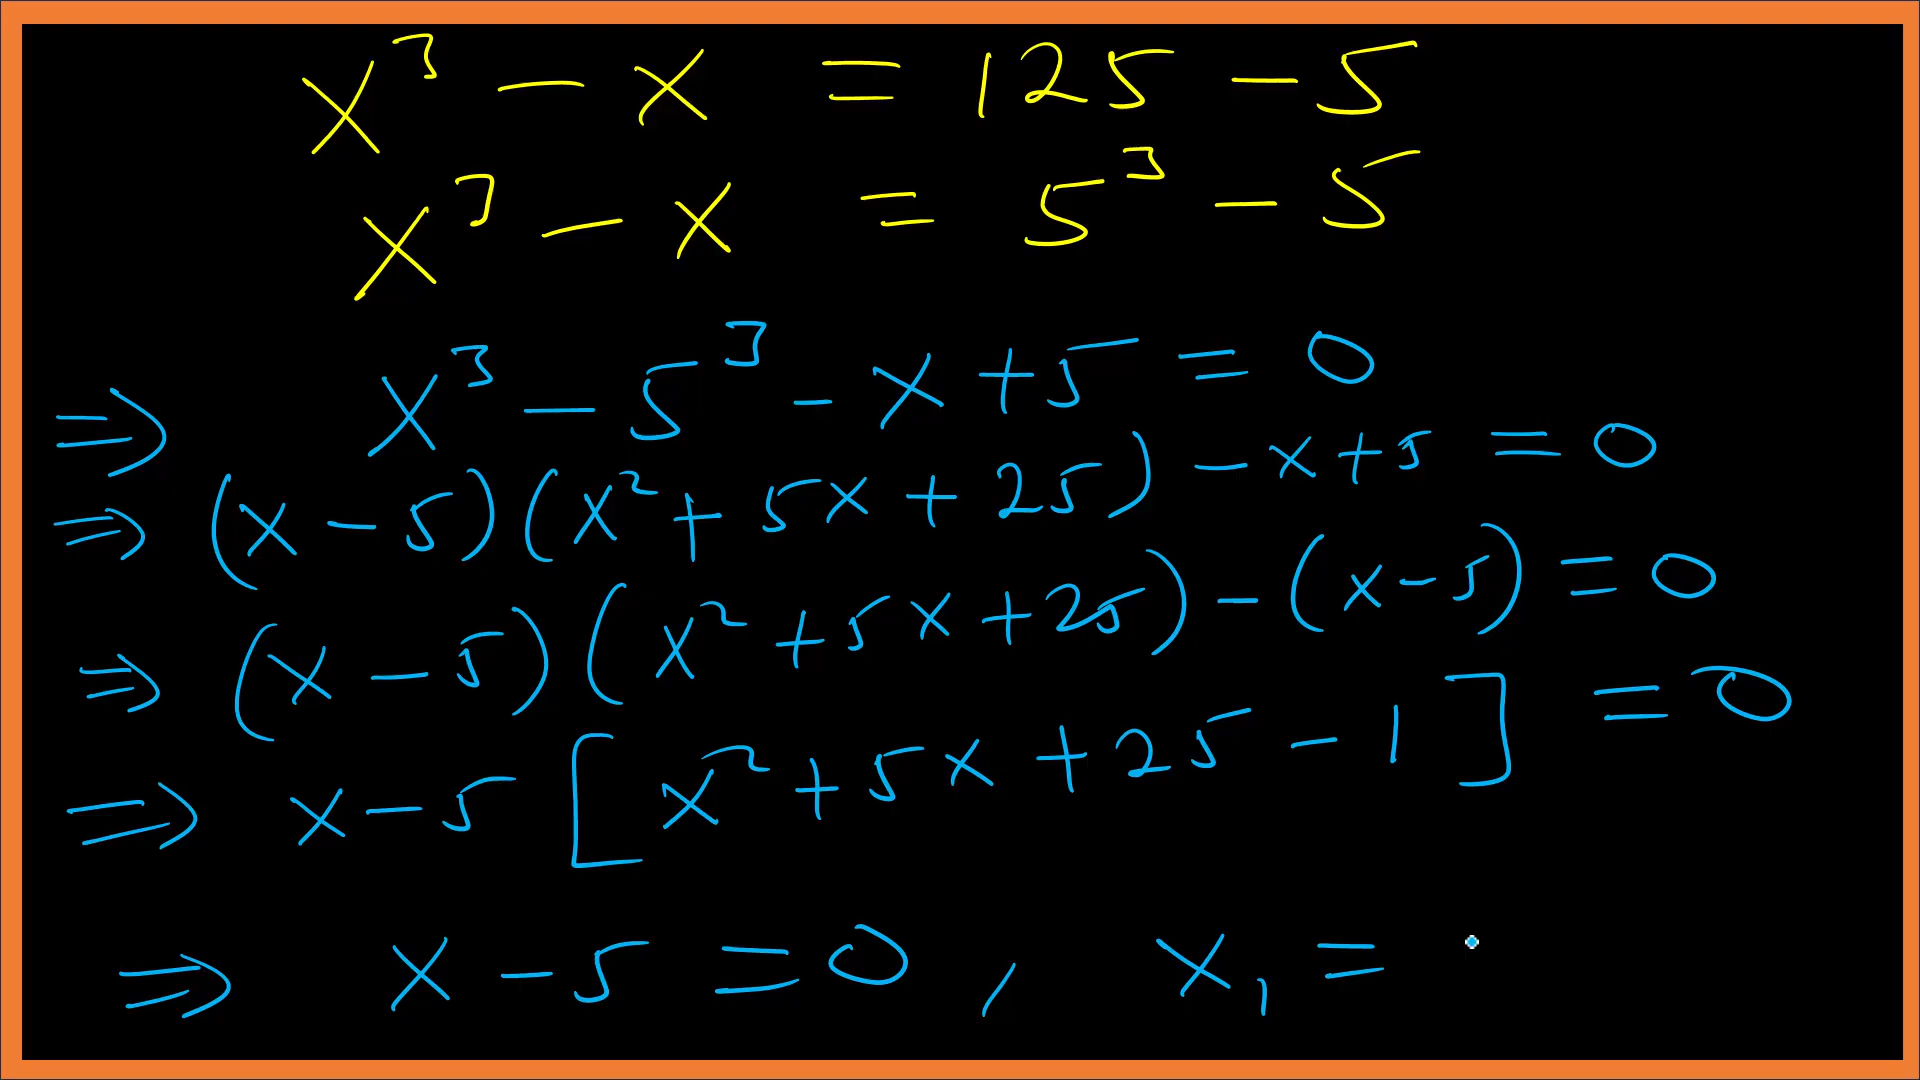 x³ - x = 125 - 5
x³ - x = 5³ - 5
⇒ x³ - 5³ - x + 5 = 0
⇒ (x - 5)(x² + 5x + 25) - x + 5 = 0
⇒ (x - 5)(x² + 5x + 25) - (x - 5) = 0
⇒ x - 5 [x² + 5x + 25 - 1] = 0
⇒ x - 5 = 0 , x₁ =